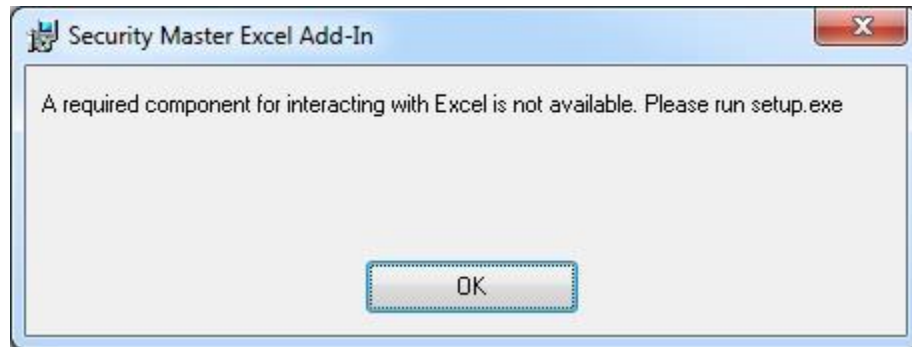 Security Master Excel Add-In
A required component for interacting with Excel is not available. Please run setup.exe
OK